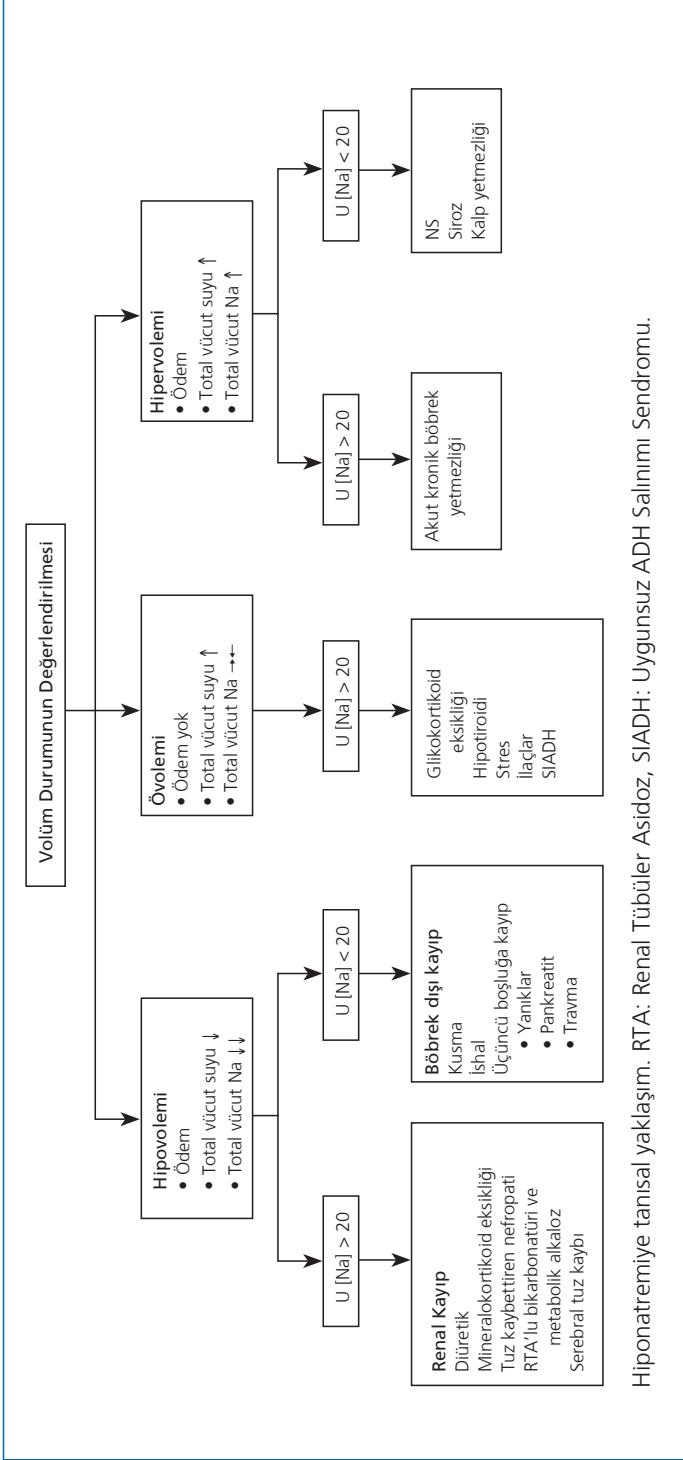 Volüm Durumunun Değerlendirilmesi
Hipovolemi
• Ödem
• Total vücut suyu ↓
• Total vücut Na ↓↓
Övolemi
• Ödem yok
• Total vücut suyu ↑
• Total vücut Na →←
Hipervolemi
• Ödem
• Total vücut suyu ↑
• Total vücut Na ↑
U [Na] > 20
U [Na] < 20
U [Na] > 20
U [Na] > 20
U [Na] < 20
Renal Kayıp
Diüretik
Mineralokortikoid eksikliği
Tuz kaybettiren nefropati
RTA'lu bikarbonatüri ve
metabolik alkaloz
Serebral tuz kaybı
Böbrek dışı kayıp
Kusma
İshal
Üçüncü boşluğa kayıp
• Yanıklar
• Pankreatit
• Travma
Glikokortikoid
eksikliği
Hipotiroidi
Stres
İlaçlar
SIADH
Akut kronik böbrek
yetmezliği
NS
Siroz
Kalp yetmezliği
Hiponatremiye tanısal yaklaşım. RTA: Renal Tübüler Asidoz, SIADH: Uygunsuz ADH Salınımı Sendromu.